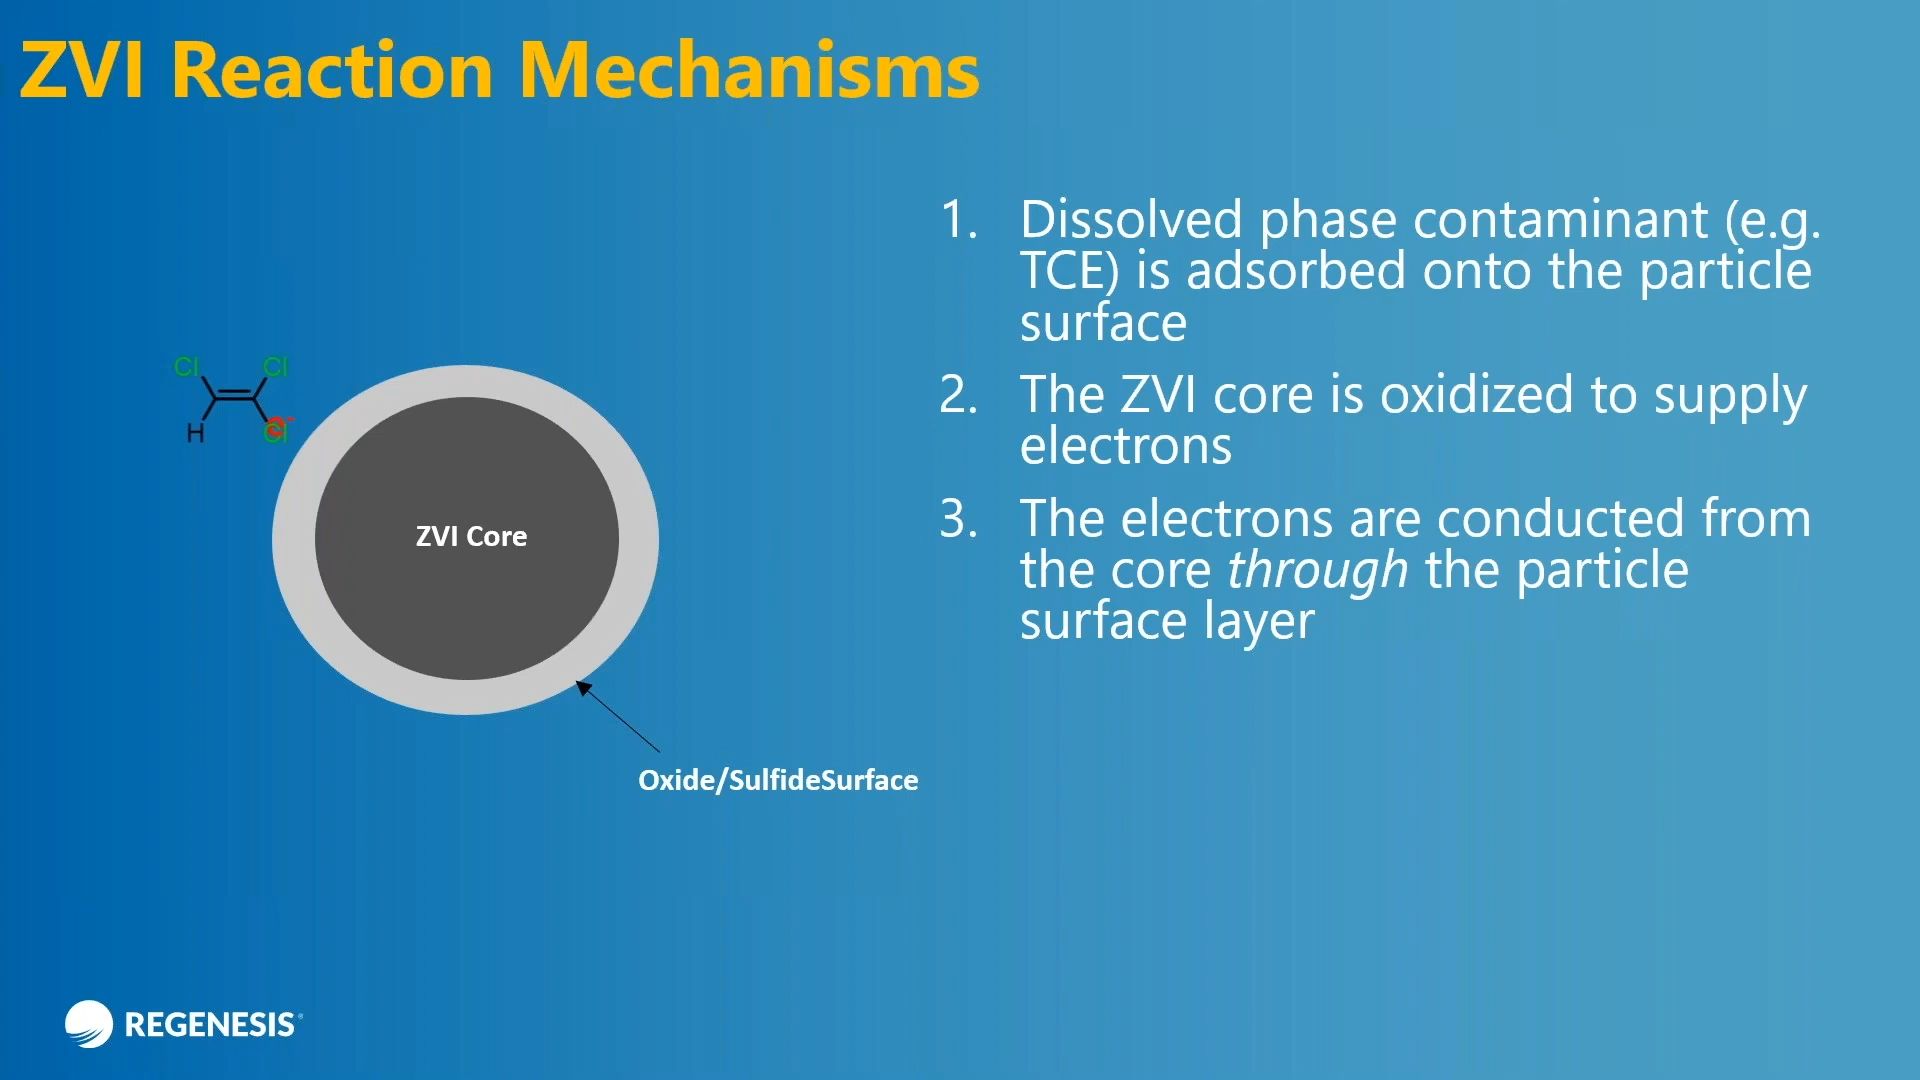 ZVI Reaction Mechanisms
1. Dissolved phase contaminant (e.g.
TCE) is adsorbed onto the particle
surface
2. The ZVI core is oxidized to supply
electrons
3. The electrons are conducted from
the core through the particle
surface layer
Cl Cl
H Cl
ZVI Core
Oxide/SulfideSurface
REGENESIS